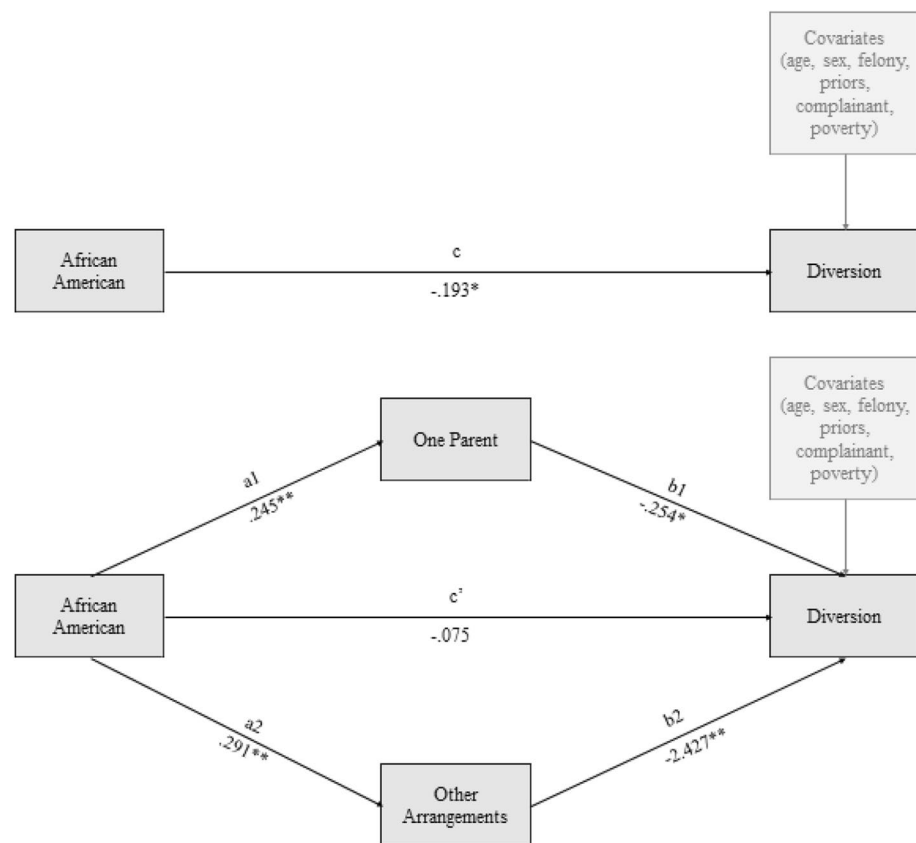 Covariates
(age, sex, felony,
priors,
complainant,
poverty)
African
American
c
-.193*
Diversion
Covariates
(age, sex, felony,
priors,
complainant,
poverty)
One Parent
a1
.245**
b1
-.254*
African
American
c’
-.075
Diversion
a2
.291**
b2
-2.427**
Other
Arrangements